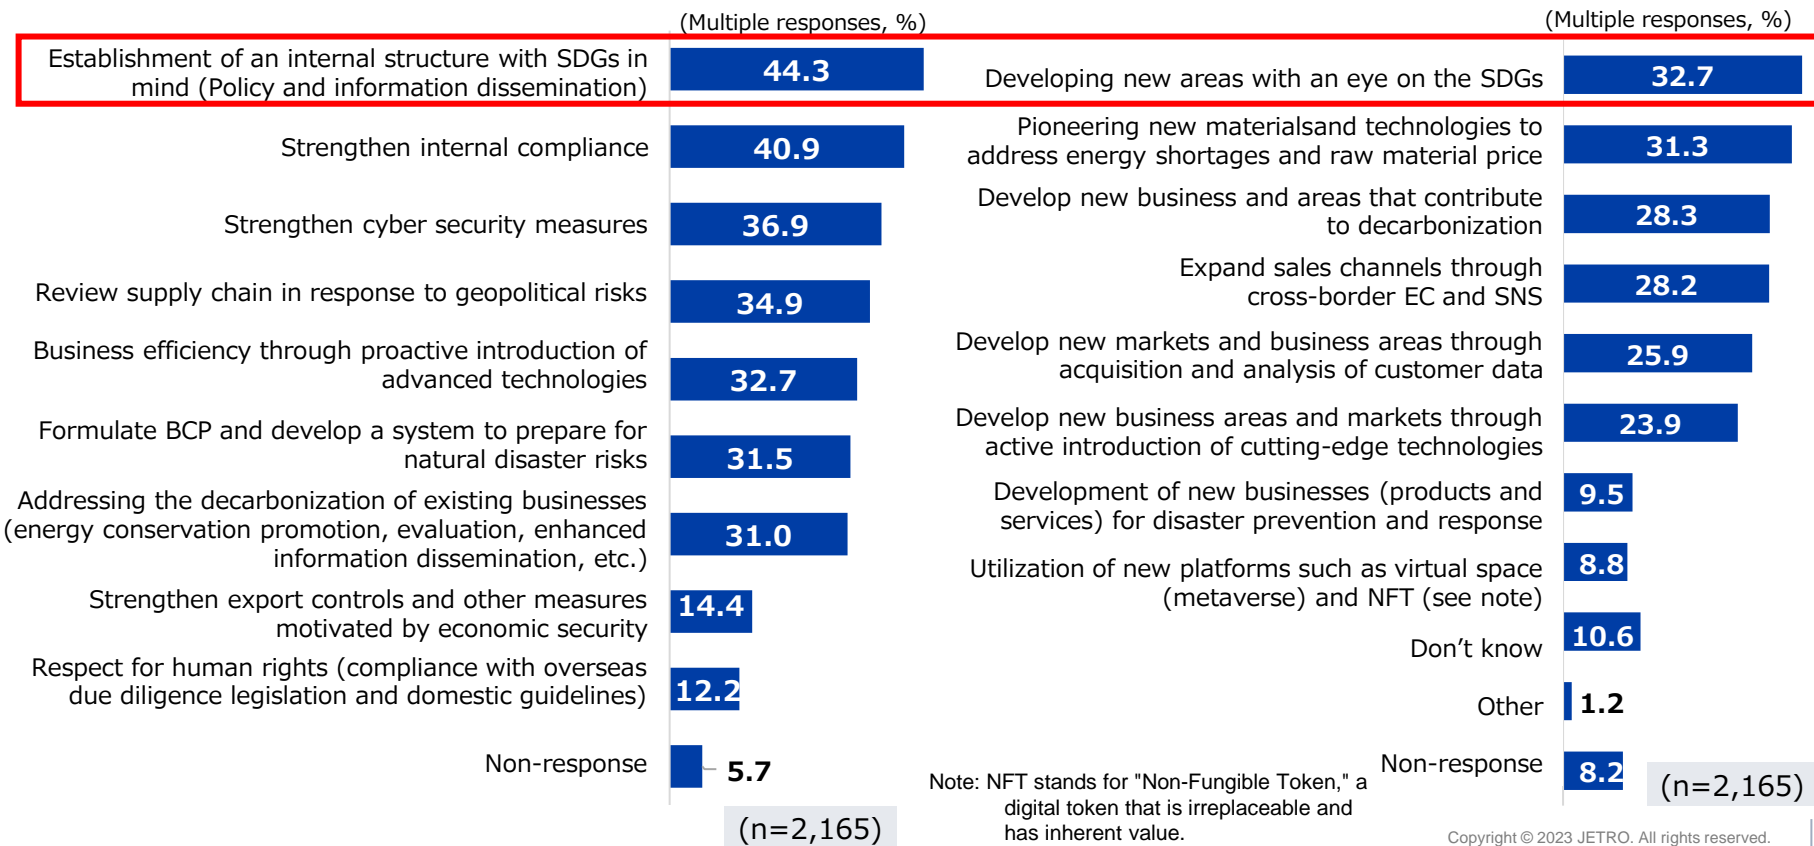 (Multiple responses, %)
Establishment of an internal structure with SDGs in
mind (Policy and information dissemination)
44.3
Strengthen internal compliance
40.9
Strengthen cyber security measures
36.9
Review supply chain in response to geopolitical risks
34.9
Business efficiency through proactive introduction of
advanced technologies
32.7
Formulate BCP and develop a system to prepare for
natural disaster risks
31.5
Addressing the decarbonization of existing businesses
(energy conservation promotion, evaluation, enhanced
information dissemination, etc.)
31.0
Strengthen export controls and other measures
motivated by economic security
14.4
Respect for human rights (compliance with overseas
due diligence legislation and domestic guidelines)
12.2
Non-response
5.7
(n=2,165)
(Multiple responses, %)
Developing new areas with an eye on the SDGs
32.7
Pioneering new materialsand technologies to
address energy shortages and raw material price
31.3
Develop new business and areas that contribute
to decarbonization
28.3
Expand sales channels through
cross-border EC and SNS
28.2
Develop new markets and business areas through
acquisition and analysis of customer data
25.9
Develop new business areas and markets through
active introduction of cutting-edge technologies
23.9
Development of new businesses (products and
services) for disaster prevention and response
9.5
Utilization of new platforms such as virtual space
(metaverse) and NFT (see note)
8.8
Don't know
10.6
Other
1.2
Non-response
8.2
(n=2,165)
Note: NFT stands for "Non-Fungible Token," a
digital token that is irreplaceable and
has inherent value.
Copyright © 2023 JETRO. All rights reserved.